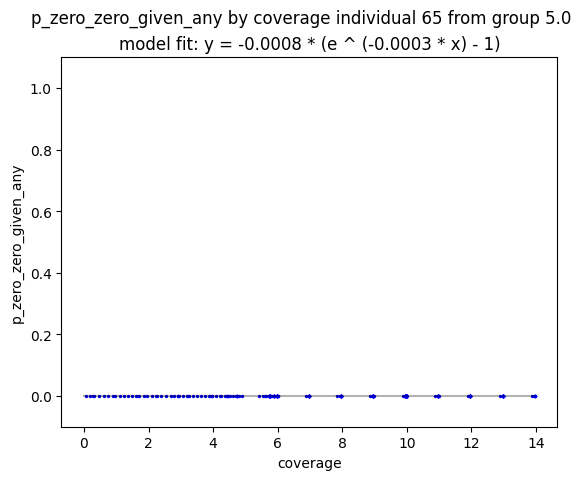 p_zero_zero_given_any by coverage individual 65 from group 5.0
model fit: y = -0.0008 * (e ^ (-0.0003 * x) - 1)
1.0
0.8
0.6
0.4
0.2
0.0
p_zero_zero_given_any
0 2 4 6 8 10 12 14
coverage